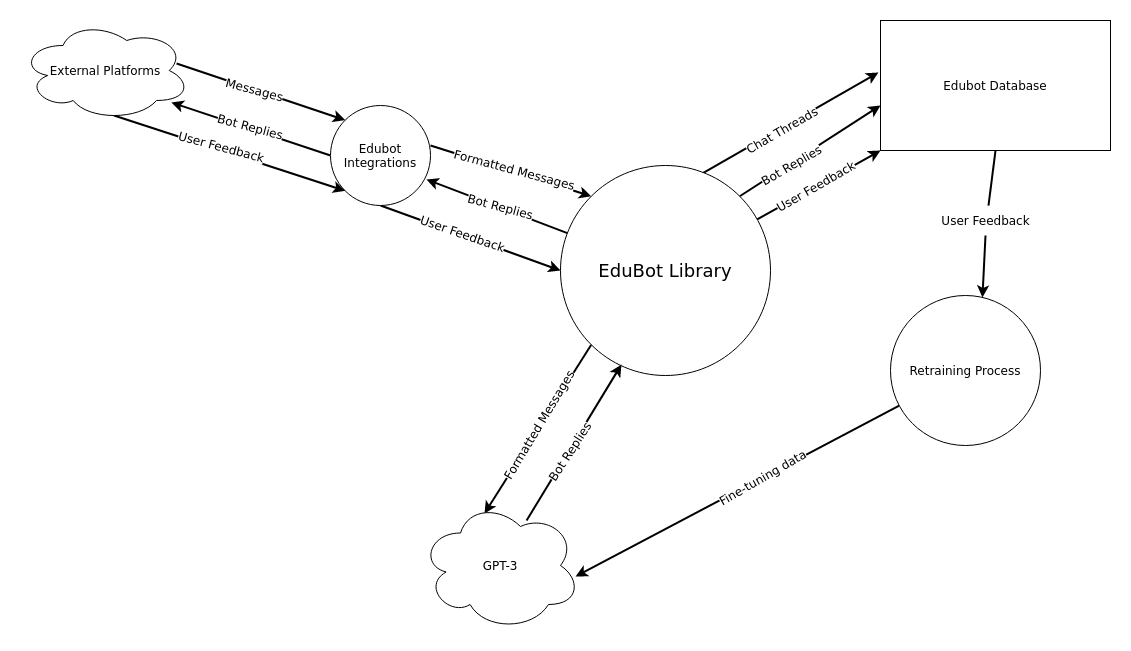 External Platforms
Messages
Bot Replies
User Feedback
Edubot
Integrations
Formatted Messages
Bot Replies
User Feedback
EduBot Library
Chat Threads
Bot Replies
User Feedback
Edubot Database
User Feedback
Retraining Process
Formatted Messages
Bot Replies
Fine-tuning data
GPT-3